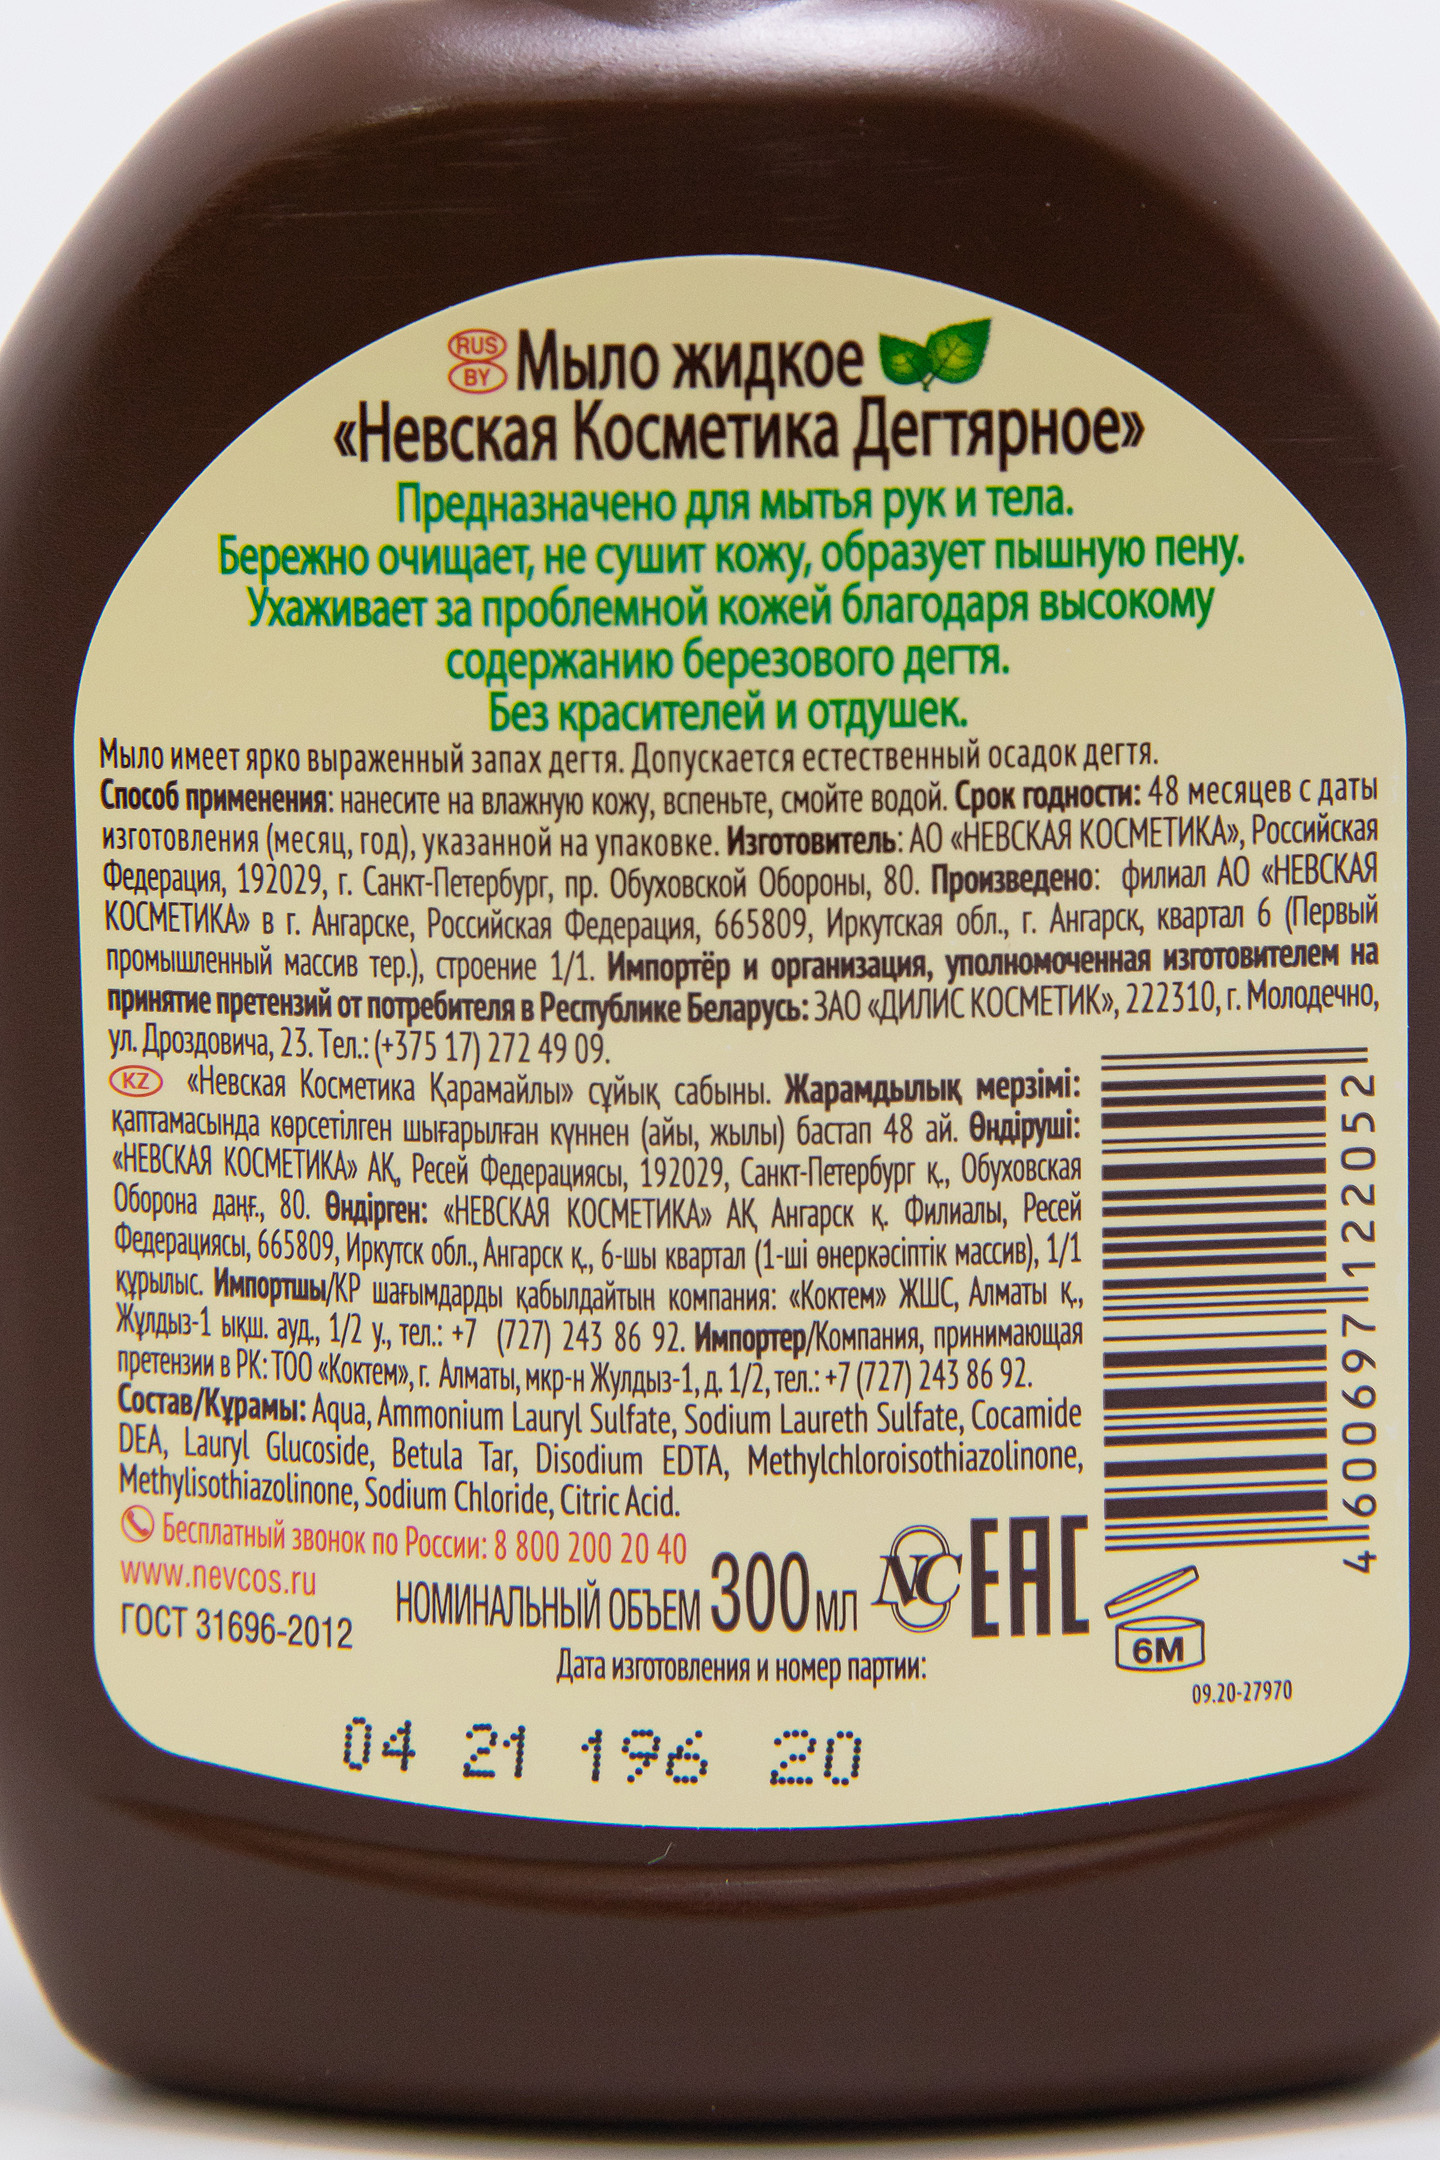 RUS
BY
Мыло жидкое
«Невская Косметика Дегтярное»
Предназначено для мытья рук и тела.
Бережно очищает, не сушит кожу, образует пышную пену.
Ухаживает за проблемной кожей благодаря высокому
содержанию березового дегтя.
Без красителей и отдушек.
Мыло имеет ярко выраженный запах дегтя. Допускается естественный осадок дегтя.
Способ применения: нанесите на влажную кожу, вспеньте, смойте водой. Срок годности: 48 месяцев с даты
изготовления (месяц, год), указанной на упаковке. Изготовитель: АО «НЕВСКАЯ КОСМЕТИКА», Российская
Федерация, 192029, г. Санкт-Петербург, пр. Обуховской Обороны, 80. Произведено: филиал АО «НЕВСКАЯ
КОСМЕТИКА» в г. Ангарске, Российская Федерация, 665809, Иркутская обл., г. Ангарск, квартал 6 (Первый
промышленный массив тер.), строение 1/1. Импортёр и организация, уполномоченная изготовителем на
принятие претензий от потребителя в Республике Беларусь: ЗАО «ДИЛИС КОСМЕТИК», 222310, г. Молодечно,
ул. Дроздовича, 23. Тел.: (+375 17) 272 49 09.
KZ «Невская Косметика Қарамайлы» сұйық сабыны. Жарамдылық мерзімі:
қаптамасында көрсетілген шығарылған күннен (айы, жылы) бастап 48 ай. Өндіруші:
«НЕВСКАЯ КОСМЕТИКА» АҚ, Ресей Федерациясы, 192029, Санкт-Петербург қ., Обуховская
Оборона даңғ., 80. Өндірген: «НЕВСКАЯ КОСМЕТИКА» АҚ Ангарск қ. Филиалы, Ресей
Федерациясы, 665809, Иркутск обл., Ангарск қ., 6-шы квартал (1-ші өнеркәсіптік массив), 1/1
құрылыс. Импортшы/КР шағымдарды қабылдайтын компания: «Коктем» ЖШС, Алматы қ.,
Жұлдыз-1 ықш. ауд., 1/2 у., тел.: +7 (727) 243 86 92. Импортер/Компания, принимающая
претензии в РК: ТОО «Коктем», г. Алматы, мкр-н Жулдыз-1, д. 1/2, тел.: +7 (727) 243 86 92.
Состав/Құрамы: Aqua, Ammonium Lauryl Sulfate, Sodium Laureth Sulfate, Cocamide
DEA, Lauryl Glucoside, Betula Tar, Disodium EDTA, Methylchloroisothiazolinone,
Methylisothiazolinone, Sodium Chloride, Citric Acid.
4 600697 122052
Бесплатный звонок по России: 8 800 200 20 40
www.nevcos.ru
ГОСТ 31696-2012
НОМИНАЛЬНЫЙ ОБЪЕМ 300 мл
NC
EAC
6M
Дата изготовления и номер партии:
09.20-27970
04 21 196 20